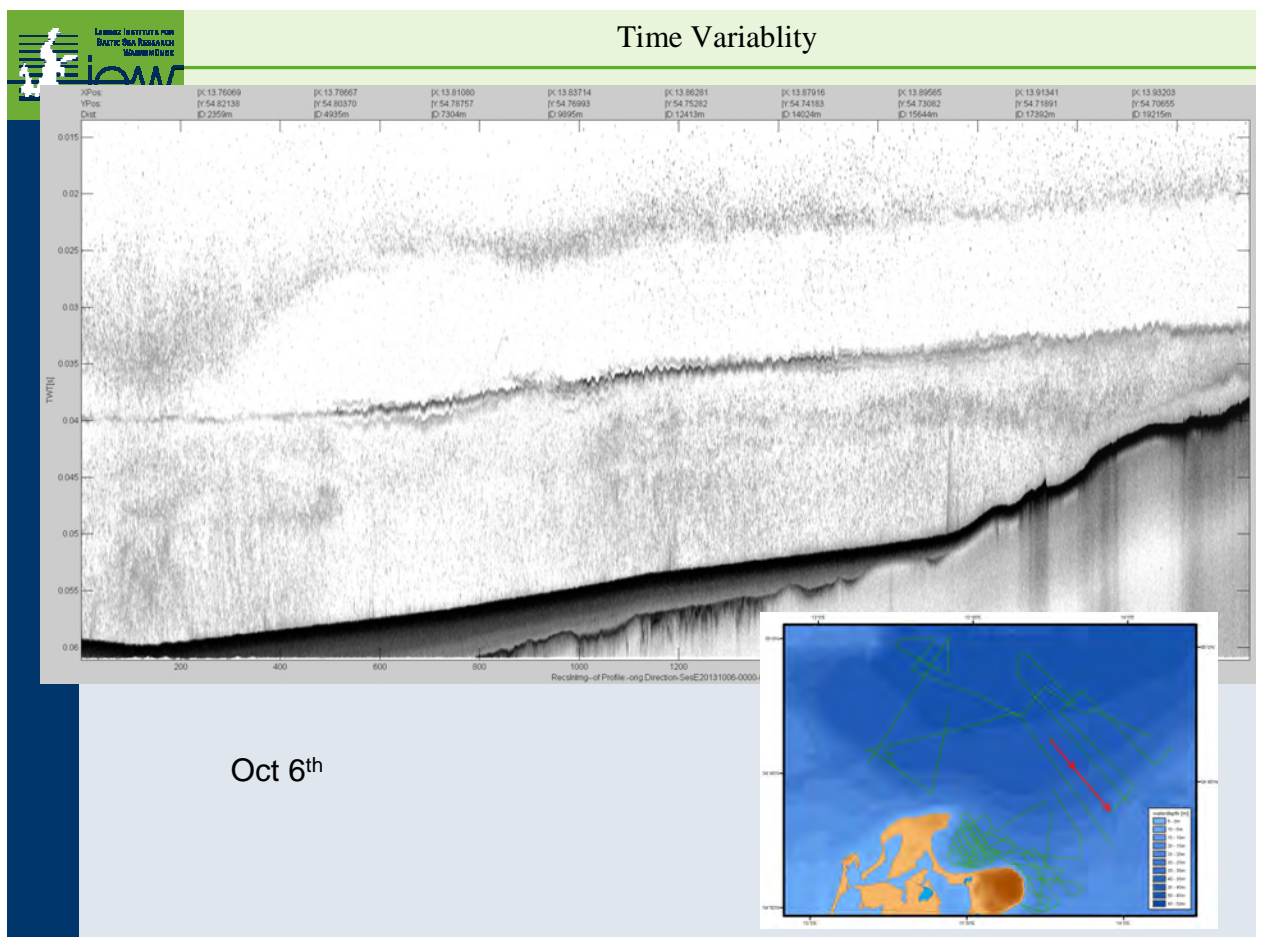 LEIBNIZ INSTITUTE FOR
BALTIC SEA RESEARCH
WARNEMÜNDE
Time Variablity
XPos: |X:13.76069 |X:13.78667 |X:13.81080 |X:13.83714 |X:13.86281 |X:13.87916 |X:13.89565 |X:13.91341 |X:13.93203
YPos: |Y:54.82138 |Y:54.80370 |Y:54.78757 |Y:54.76993 |Y:54.75282 |Y:54.74183 |Y:54.73082 |Y:54.71891 |Y:54.70655
Dist |D:2359m |D:4935m |D:7304m |D:9895m |D:12413m |D:14024m |D:15644m |D:17392m |D:19215m
0.015
0.02
0.025
0.03
0.035
TWT[s]
0.04
0.045
0.05
0.055
0.06
200 400 600 800 1000 1200
Oct 6th
waterdepth [m]